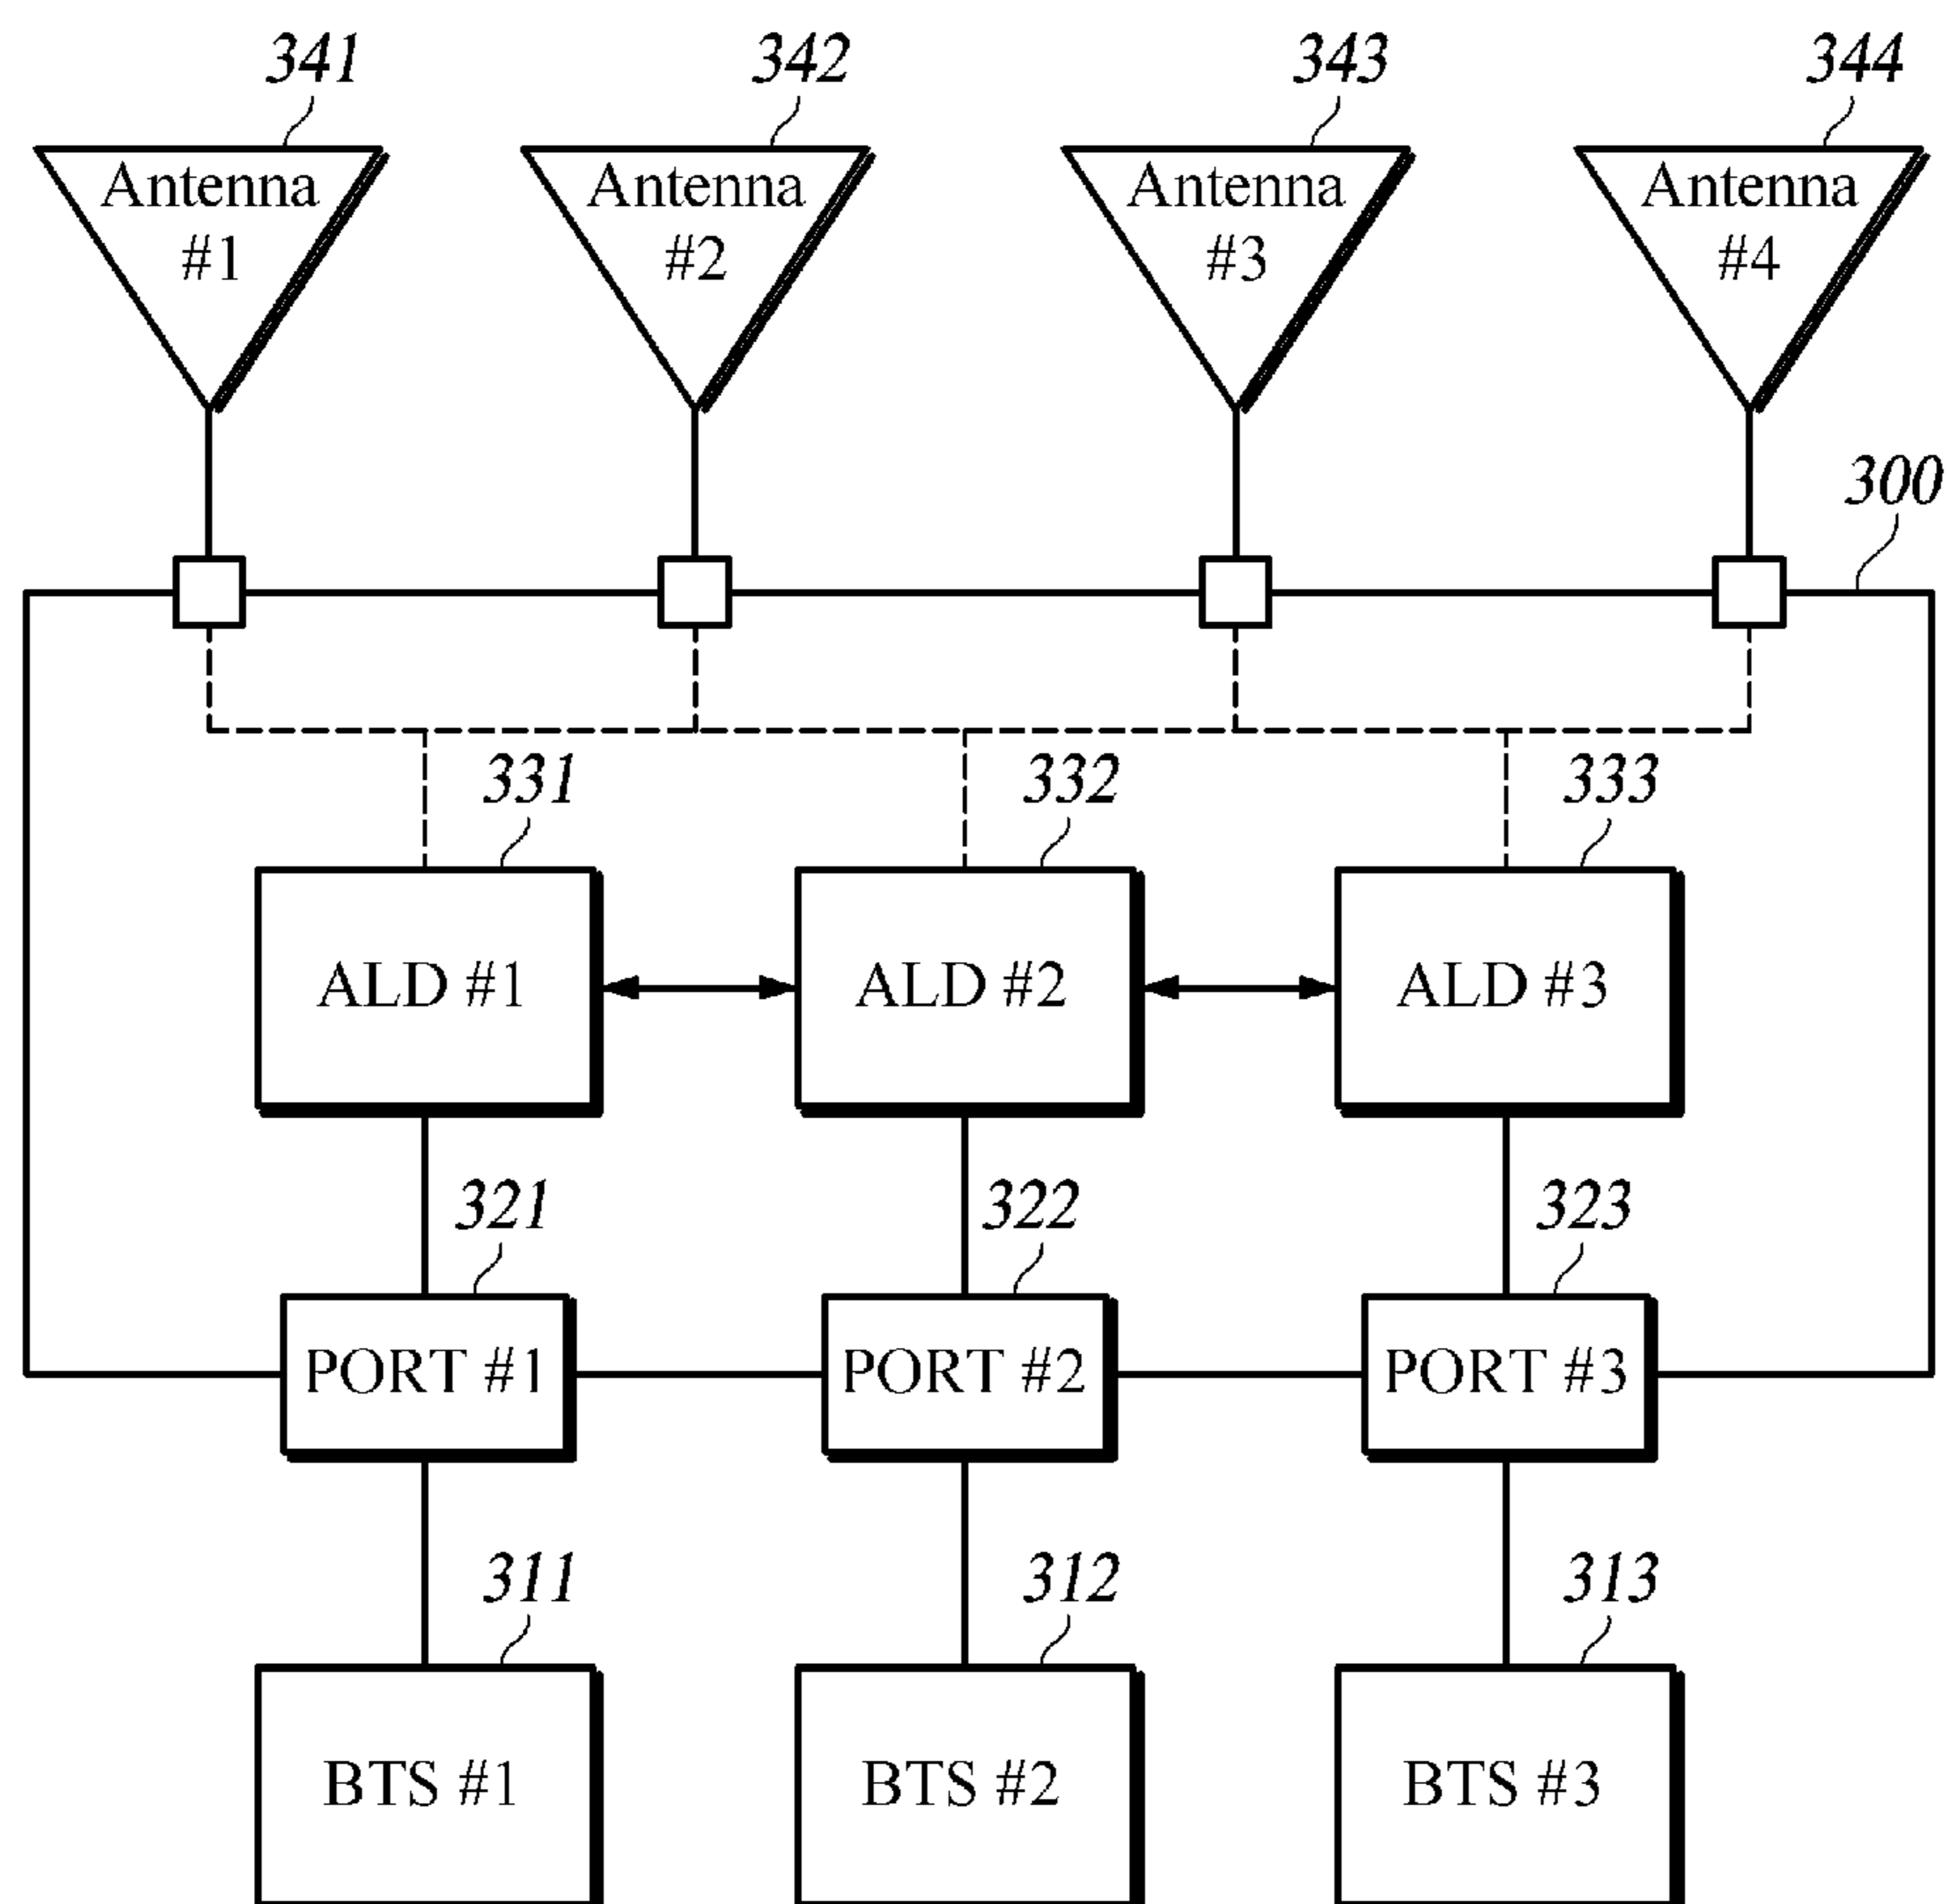 341 342 343 344
Antenna #1
Antenna #2
Antenna #3
Antenna #4
300
331 332 333
ALD #1 ALD #2 ALD #3
321 322 323
PORT #1 PORT #2 PORT #3
311 312 313
BTS #1 BTS #2 BTS #3